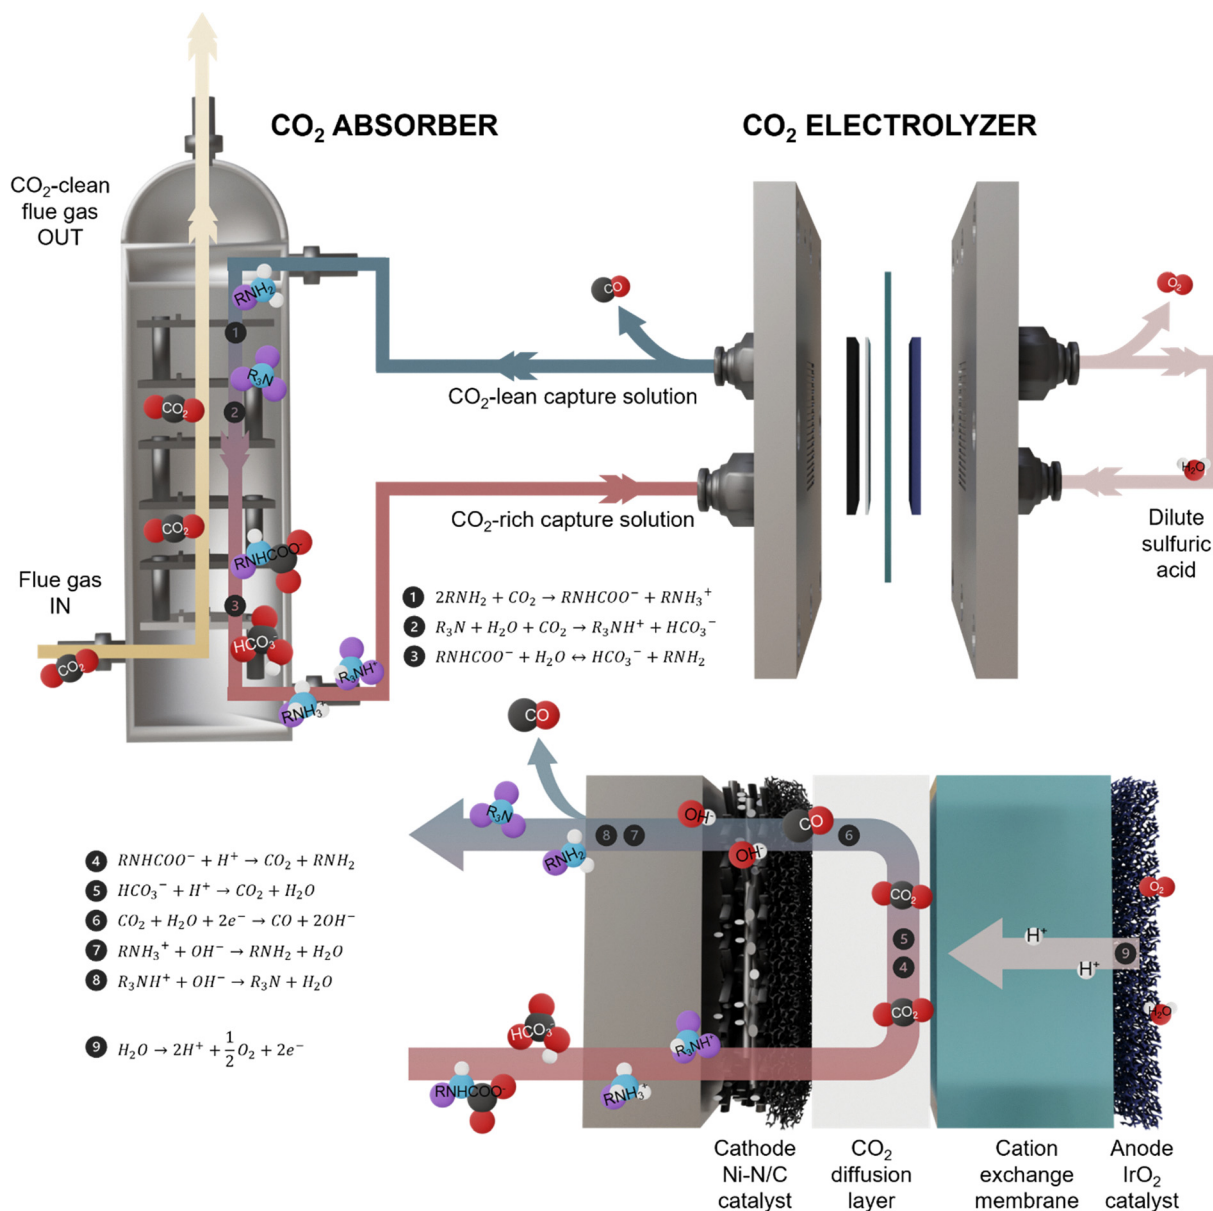 CO₂ ABSORBER
CO₂ ELECTROLYZER
CO₂-clean
flue gas
OUT
RNH₂
1
R₃N
CO₂
2
CO₂
RNHCOO⁻
3
HCO₃⁻
Flue gas
IN
CO₂
R₃NH⁺
RNH₃⁺
CO
CO₂-lean capture solution
CO₂-rich capture solution
O₂
H₂O
Dilute
sulfuric
acid
1 2RNH₂ + CO₂ → RNHCOO⁻ + RNH₃⁺
2 R₃N + H₂O + CO₂ → R₃NH⁺ + HCO₃⁻
3 RNHCOO⁻ + H₂O ↔ HCO₃⁻ + RNH₂
4 RNHCOO⁻ + H⁺ → CO₂ + RNH₂
5 HCO₃⁻ + H⁺ → CO₂ + H₂O
6 CO₂ + H₂O + 2e⁻ → CO + 2OH⁻
7 RNH₃⁺ + OH⁻ → RNH₂ + H₂O
8 R₃NH⁺ + OH⁻ → R₃N + H₂O
9 H₂O → 2H⁺ + 1/2 O₂ + 2e⁻
CO
R₃N
RNH₂
8 7
OH⁻
OH⁻
CO
6
CO₂
5
4
CO₂
H⁺
H⁺
9
O₂
H₂O
HCO₃⁻
R₃NH⁺
RNHCOO⁻
RNH₃⁺
Cathode
Ni-N/C
catalyst
CO₂
diffusion
layer
Cation
exchange
membrane
Anode
IrO₂
catalyst